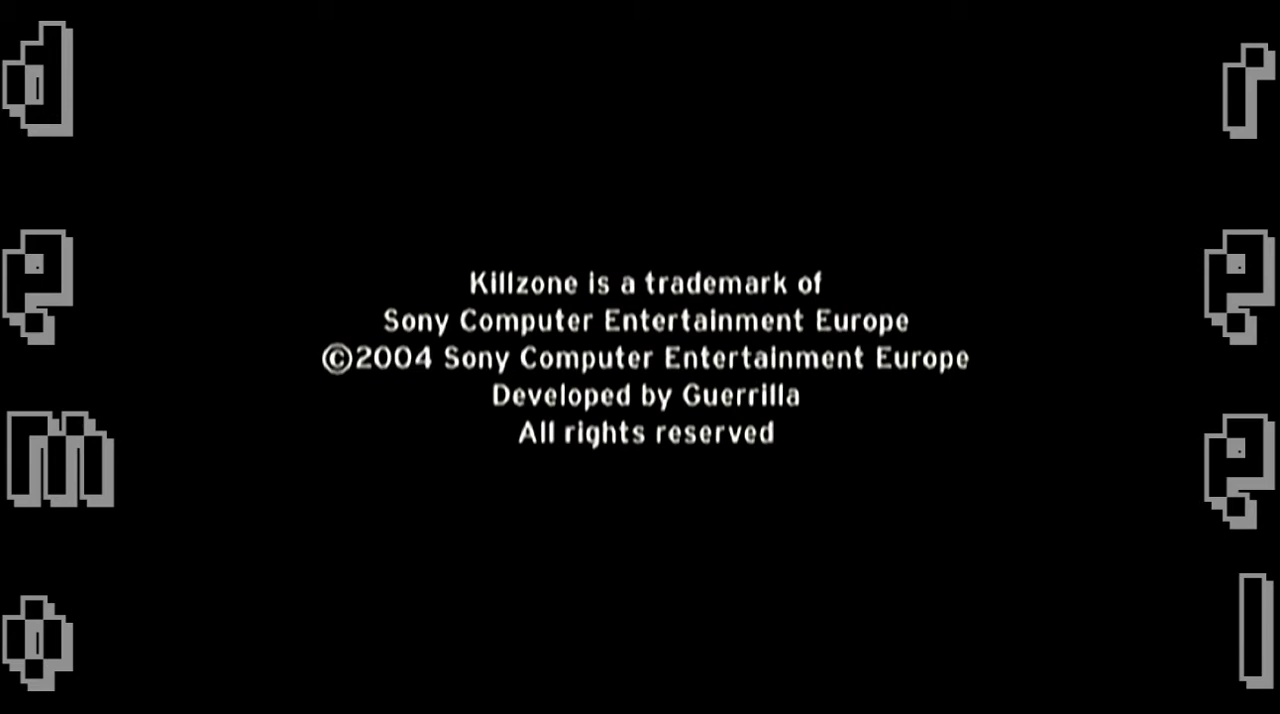 demo
Killzone is a trademark of
Sony Computer Entertainment Europe
©2004 Sony Computer Entertainment Europe
Developed by Guerrilla
All rights reserved
reel